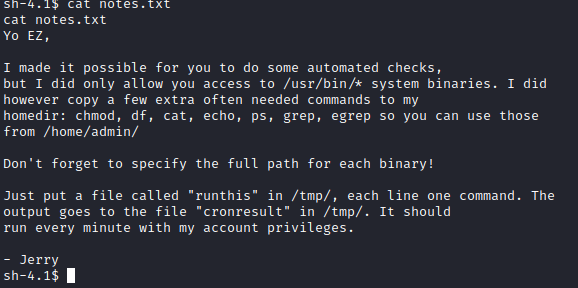 sh-4.1$ cat notes.txt
cat notes.txt
Yo EZ,
I made it possible for you to do some automated checks,
but I did only allow you access to /usr/bin/* system binaries. I did
however copy a few extra often needed commands to my
homedir: chmod, df, cat, echo, ps, grep, egrep so you can use those
from /home/admin/
Don't forget to specify the full path for each binary!
Just put a file called "runthis" in /tmp/, each line one command. The
output goes to the file "cronresult" in /tmp/. It should
run every minute with my account privileges.
- Jerry
sh-4.1$